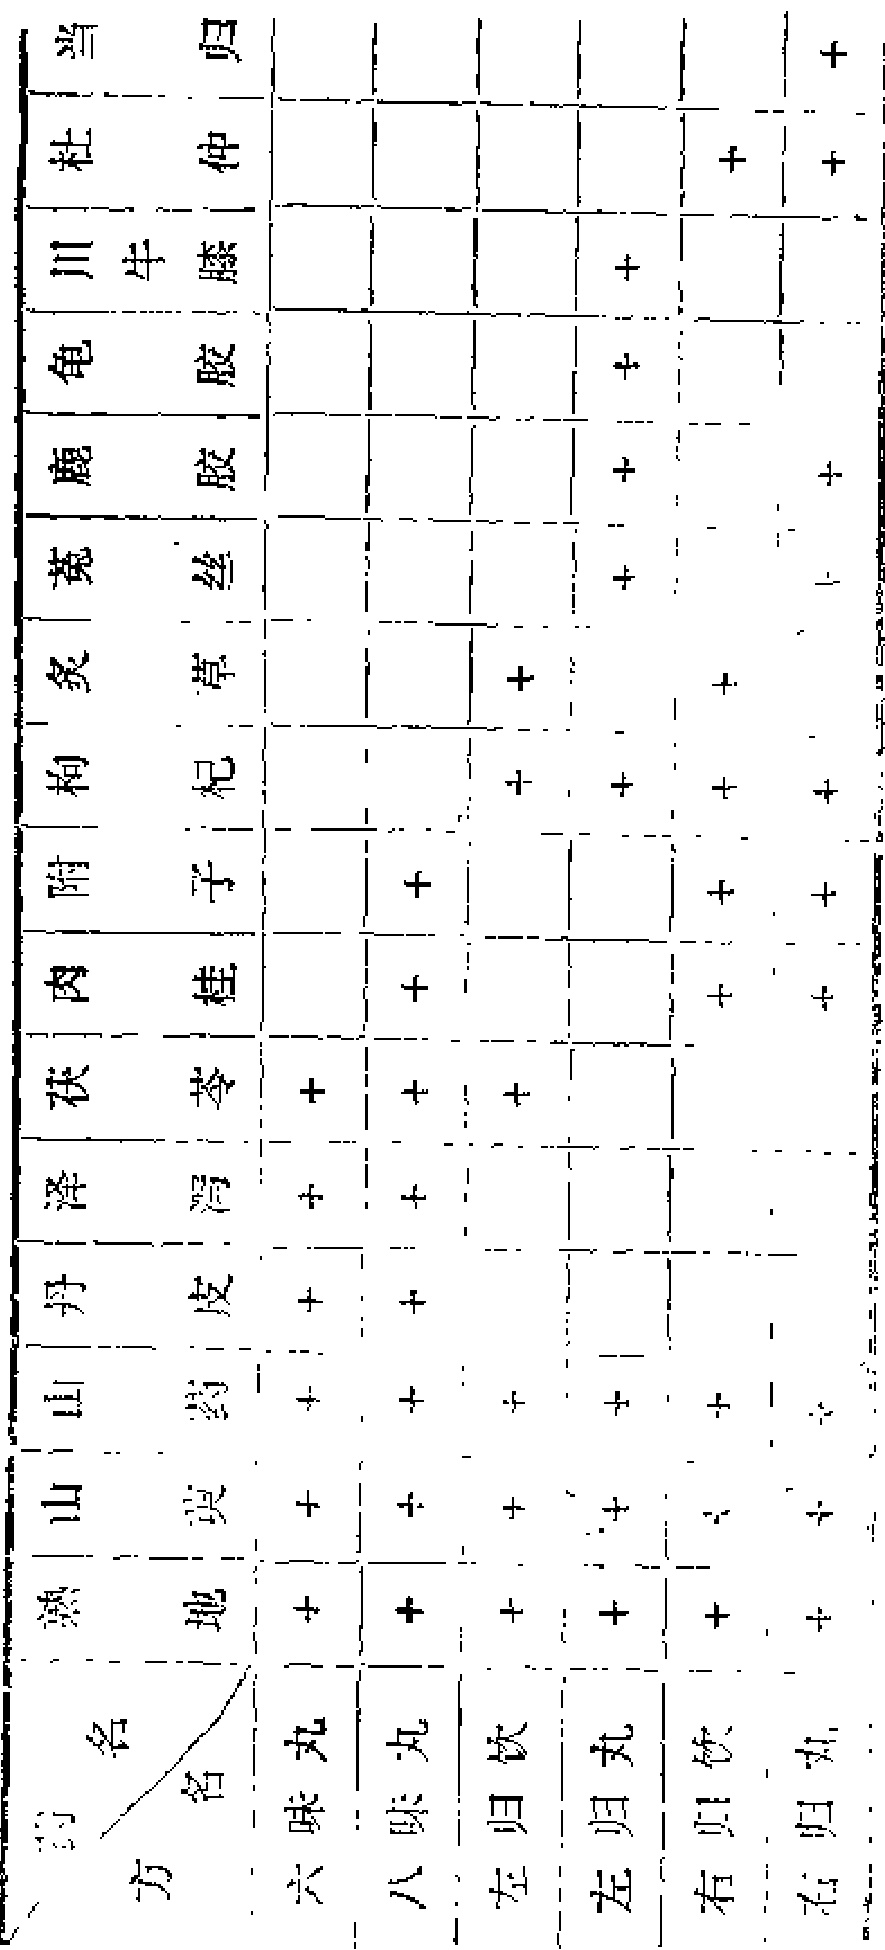 药名 方名 熟地 山萸 山药 丹皮 泽泻 茯苓 肉桂 附子 枸杞 炙草 菟丝 鹿胶 龟胶 川牛膝 杜仲 当归
六味丸 + + + + + +
八味丸 + + + + + + + +
左归饮 + + + + + +
左归丸 + + + + + + + +
右归饮 + + + + + + + +
右归丸 + + + + + + + + + +